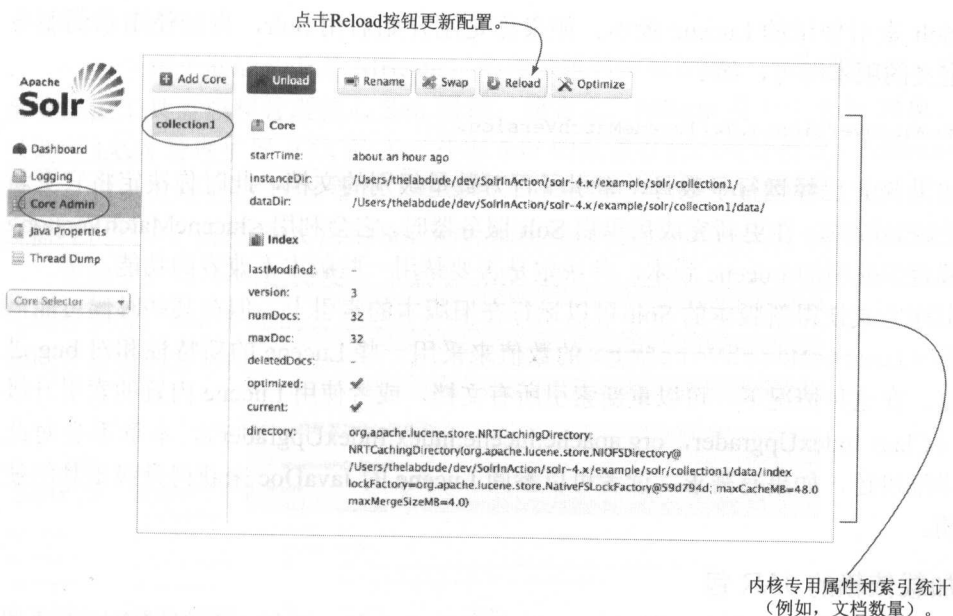 点击Reload按钮更新配置。
Apache
Solr
Add Core
Unload
Rename
Swap
Reload
Optimize
collection1
Core
startTime: about an hour ago
instanceDir: /Users/thelabdude/dev/SolrInAction/solr-4.x/example/solr/collection1/
dataDir: /Users/thelabdude/dev/SolrInAction/solr-4.x/example/solr/collection1/data/
Index
lastModified: -
version: 3
numDocs: 32
maxDoc: 32
deletedDocs: -
optimized: ✔
current: ✔
directory: org.apache.lucene.store.NRTCachingDirectory:
NRTCachingDirectory(org.apache.lucene.store.NIOFSDirectory@
/Users/thelabdude/dev/SolrInAction/solr-4.x/example/solr/collection1/data/index
lockFactory=org.apache.lucene.store.NativeFSLockFactory@59d794d; maxCacheMB=48.0
maxMergeSizeMB=4.0)
Dashboard
Logging
Core Admin
Java Properties
Thread Dump
Core Selector
内核专用属性和索引统计
（例如，文档数量）。